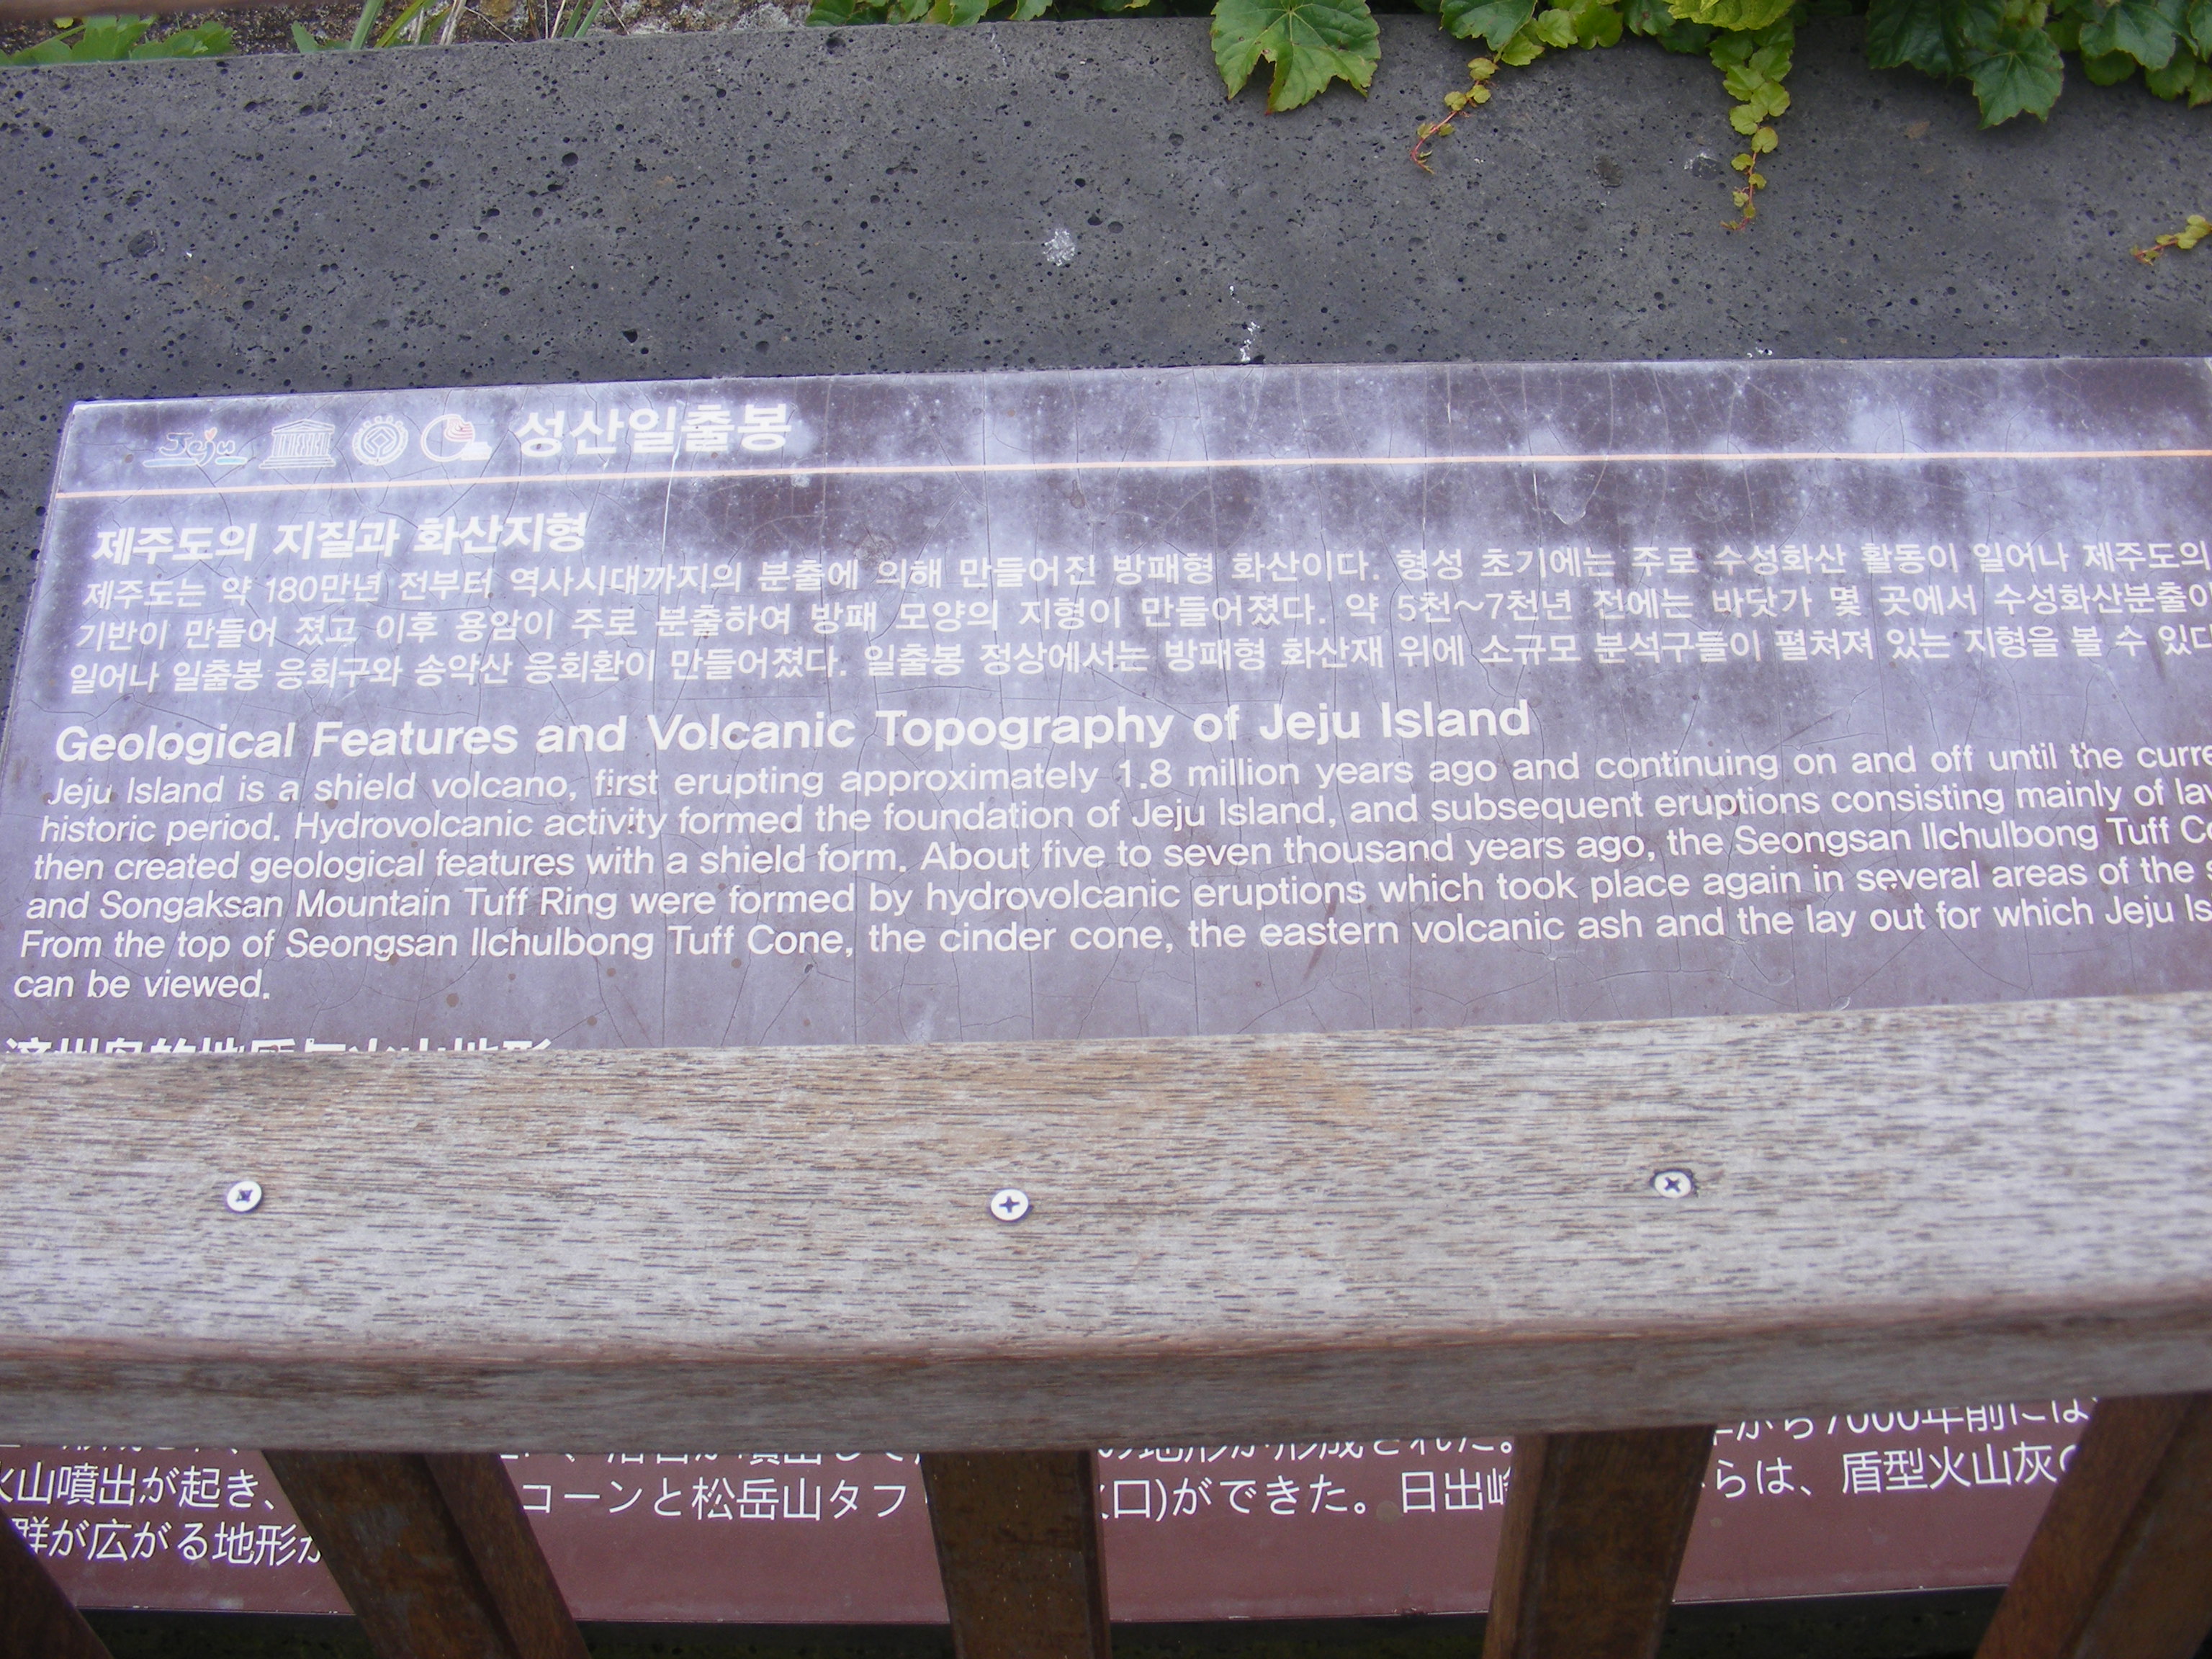 Jeju 성산일출봉
제주도의 지질과 화산지형
제주도는 약 180만년 전부터 역사시대까지의 분출에 의해 만들어진 방패형 화산이다. 형성 초기에는 주로 수성화산 활동이 일어나 제주도의
기반이 만들어 졌고 이후 용암이 주로 분출하여 방패 모양의 지형이 만들어졌다. 약 5천~7천년 전에는 바닷가 몇 곳에서 수성화산분출이
일어나 일출봉 응회구와 송악산 응회환이 만들어졌다. 일출봉 정상에서는 방패형 화산재 위에 소규모 분석구들이 펼쳐져 있는 지형을 볼 수 있다
Geological Features and Volcanic Topography of Jeju Island
Jeju Island is a shield volcano, first erupting approximately 1.8 million years ago and continuing on and off until the curre
historic period. Hydrovolcanic activity formed the foundation of Jeju Island, and subsequent eruptions consisting mainly of lav
then created geological features with a shield form. About five to seven thousand years ago, the Seongsan Ilchulbong Tuff Co
and Songaksan Mountain Tuff Ring were formed by hydrovolcanic eruptions which took place again in several areas of the s
From the top of Seongsan Ilchulbong Tuff Cone, the cinder cone, the eastern volcanic ash and the lay out for which Jeju Is
can be viewed.
の地形が形成された。 から7000年前には、
火山噴出が起き、 コーンと松岳山タフ 口)ができた。日出峰 らは、盾型火山灰
群が広がる地形が